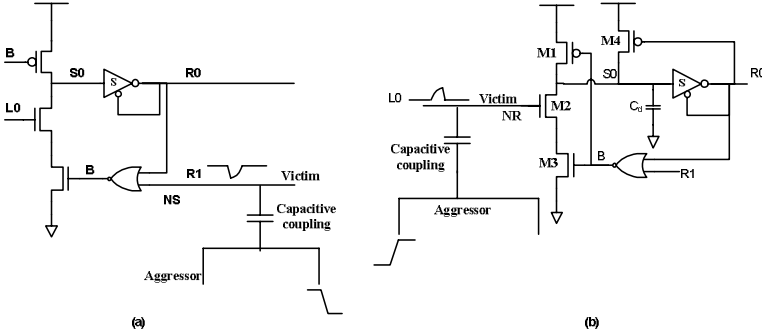 B
S0
S
R0
L0
B
R1
Victim
NS
Capacitive
coupling
Aggressor
(a)
M1
M4
S0
S
R0
L0
Victim
NR
M2
Cd
Capacitive
coupling
M3
B
R1
Aggressor
(b)